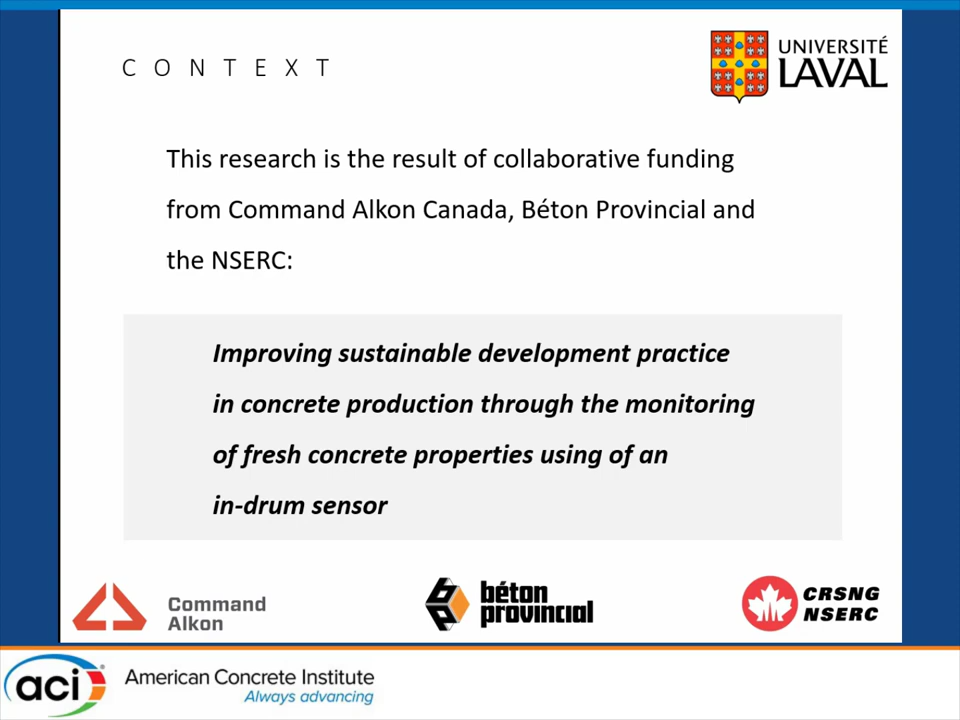 CONTEXT
UNIVERSITÉ
LAVAL
This research is the result of collaborative funding
from Command Alkon Canada, Béton Provincial and
the NSERC:
Improving sustainable development practice
in concrete production through the monitoring
of fresh concrete properties using of an
in-drum sensor
Command
Alkon
béton
provincial
CRSNG
NSERC
aci
American Concrete Institute
Always advancing